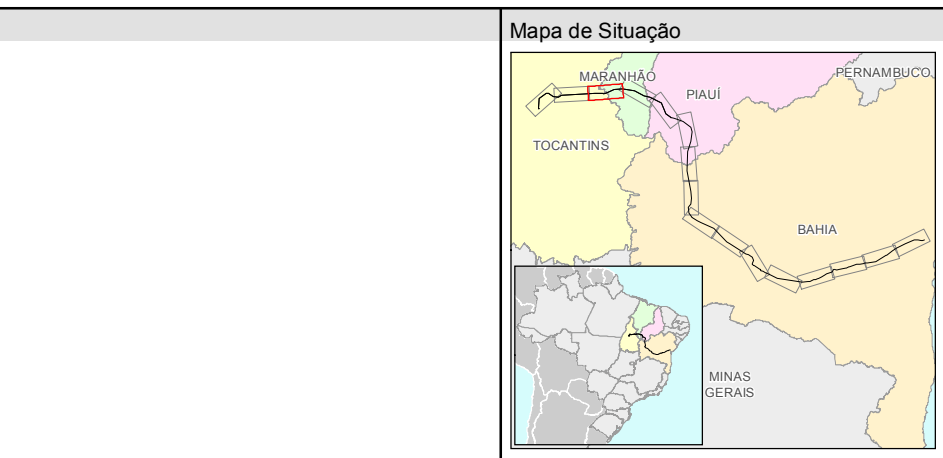 Mapa de Situação
PERNAMBUCO
MARANHÃO
PIAUÍ
TOCANTINS
BAHIA
MINAS
GERAIS